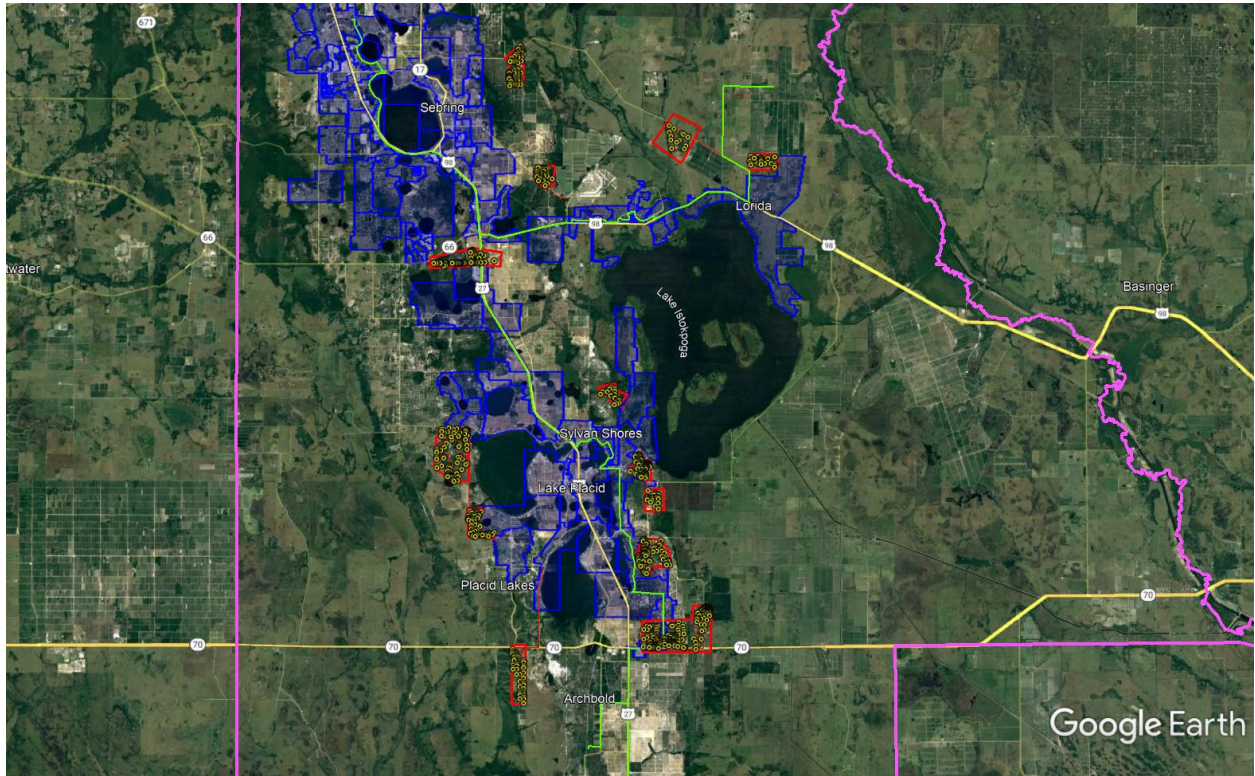 671
17
Sebring
98
Lorida
66
98
66
98
twater
27
Basinger
98
Lake Istokpoga
Sylvan Shores
Lake Placid
Placid Lakes
70
70
70
70
70
Archbold
27
Google Earth